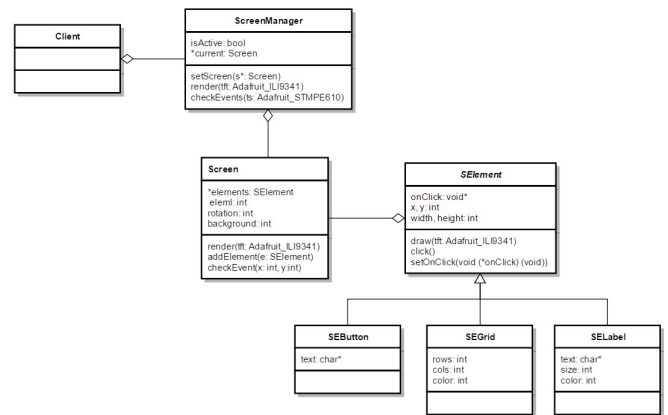 Client
ScreenManager
isActive: bool
*current: Screen
setScreen(s*: Screen)
render(tft: Adafruit_ILI9341)
checkEvents(ts: Adafruit_STMPE610)
Screen
*elements: SElement
elemI: int
rotation: int
background: int
render(tft: Adafruit_ILI9341)
addElement(e: SElement)
checkEvent(x: int, y:int)
SElement
onClick: void*
x, y: int
width, height: int
draw(tft: Adafruit_ILI9341)
click()
setOnClick(void (*onClick) (void))
SEButton
text: char*
SEGrid
rows: int
cols: int
color: int
SELabel
text: char*
size: int
color: int